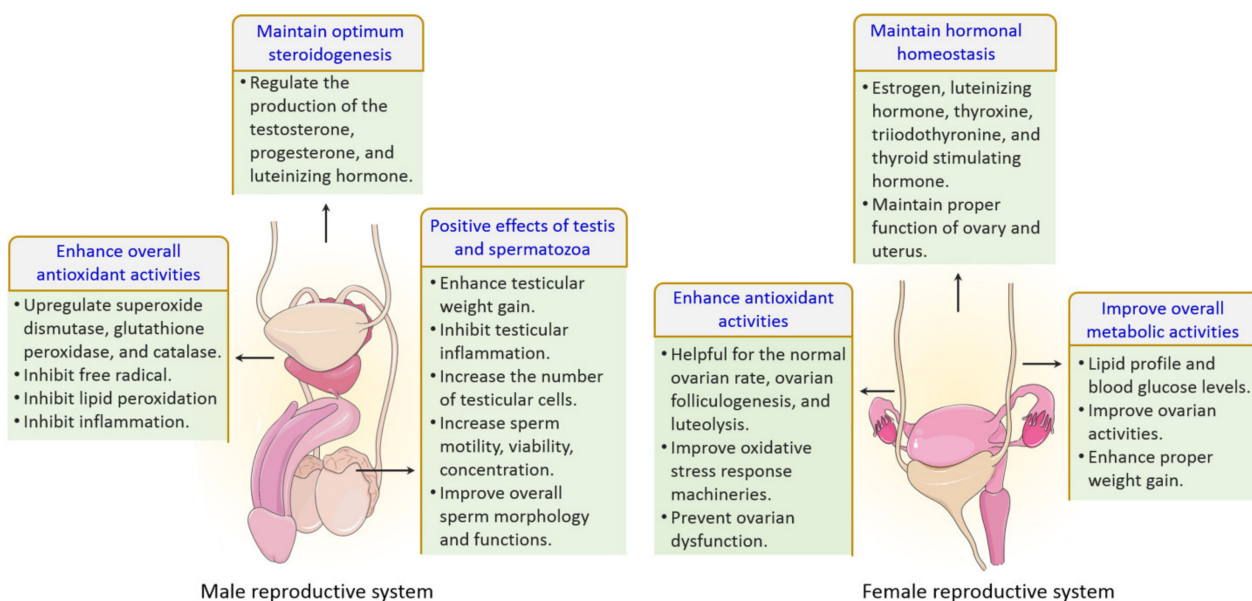 Maintain optimum
steroidogenesis
• Regulate the
production of the
testosterone,
progesterone, and
luteinizing hormone.
Enhance overall
antioxidant activities
• Upregulate superoxide
dismutase, glutathione
peroxidase, and catalase.
• Inhibit free radical.
• Inhibit lipid peroxidation
• Inhibit inflammation.
Positive effects of testis
and spermatozoa
• Enhance testicular
weight gain.
• Inhibit testicular
inflammation.
• Increase the number
of testicular cells.
• Increase sperm
motility, viability,
concentration.
• Improve overall
sperm morphology
and functions.
Male reproductive system
Maintain hormonal
homeostasis
• Estrogen, luteinizing
hormone, thyroxine,
triiodothyronine, and
thyroid stimulating
hormone.
• Maintain proper
function of ovary and
uterus.
Enhance antioxidant
activities
• Helpful for the normal
ovarian rate, ovarian
folliculogenesis, and
luteolysis.
• Improve oxidative
stress response
machineries.
• Prevent ovarian
dysfunction.
Improve overall
metabolic activities
• Lipid profile and
blood glucose levels.
• Improve ovarian
activities.
• Enhance proper
weight gain.
Female reproductive system